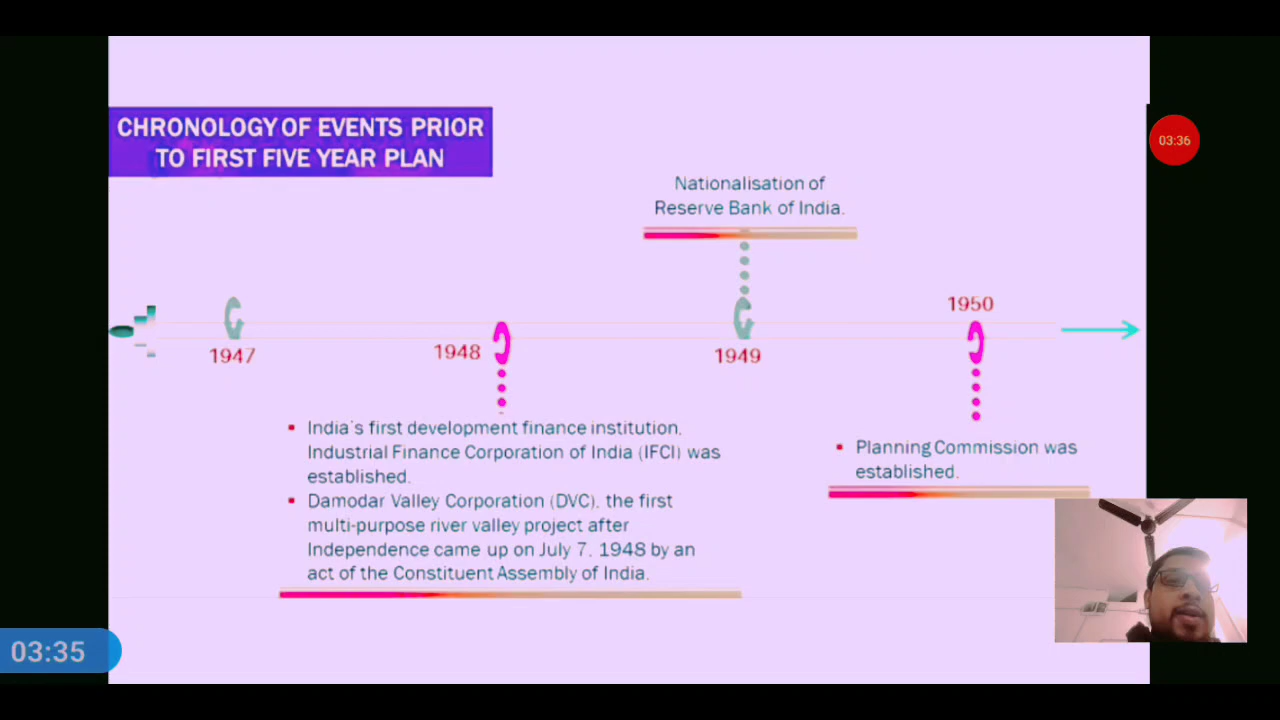 CHRONOLOGY OF EVENTS PRIOR
TO FIRST FIVE YEAR PLAN
03:36
Nationalisation of
Reserve Bank of India.
1950
1947
1948
1949
▪ India's first development finance institution,
Industrial Finance Corporation of India (IFCI) was
established.
▪ Damodar Valley Corporation (DVC), the first
multi-purpose river valley project after
Independence came up on July 7, 1948 by an
act of the Constituent Assembly of India.
▪ Planning Commission was
established.
03:35